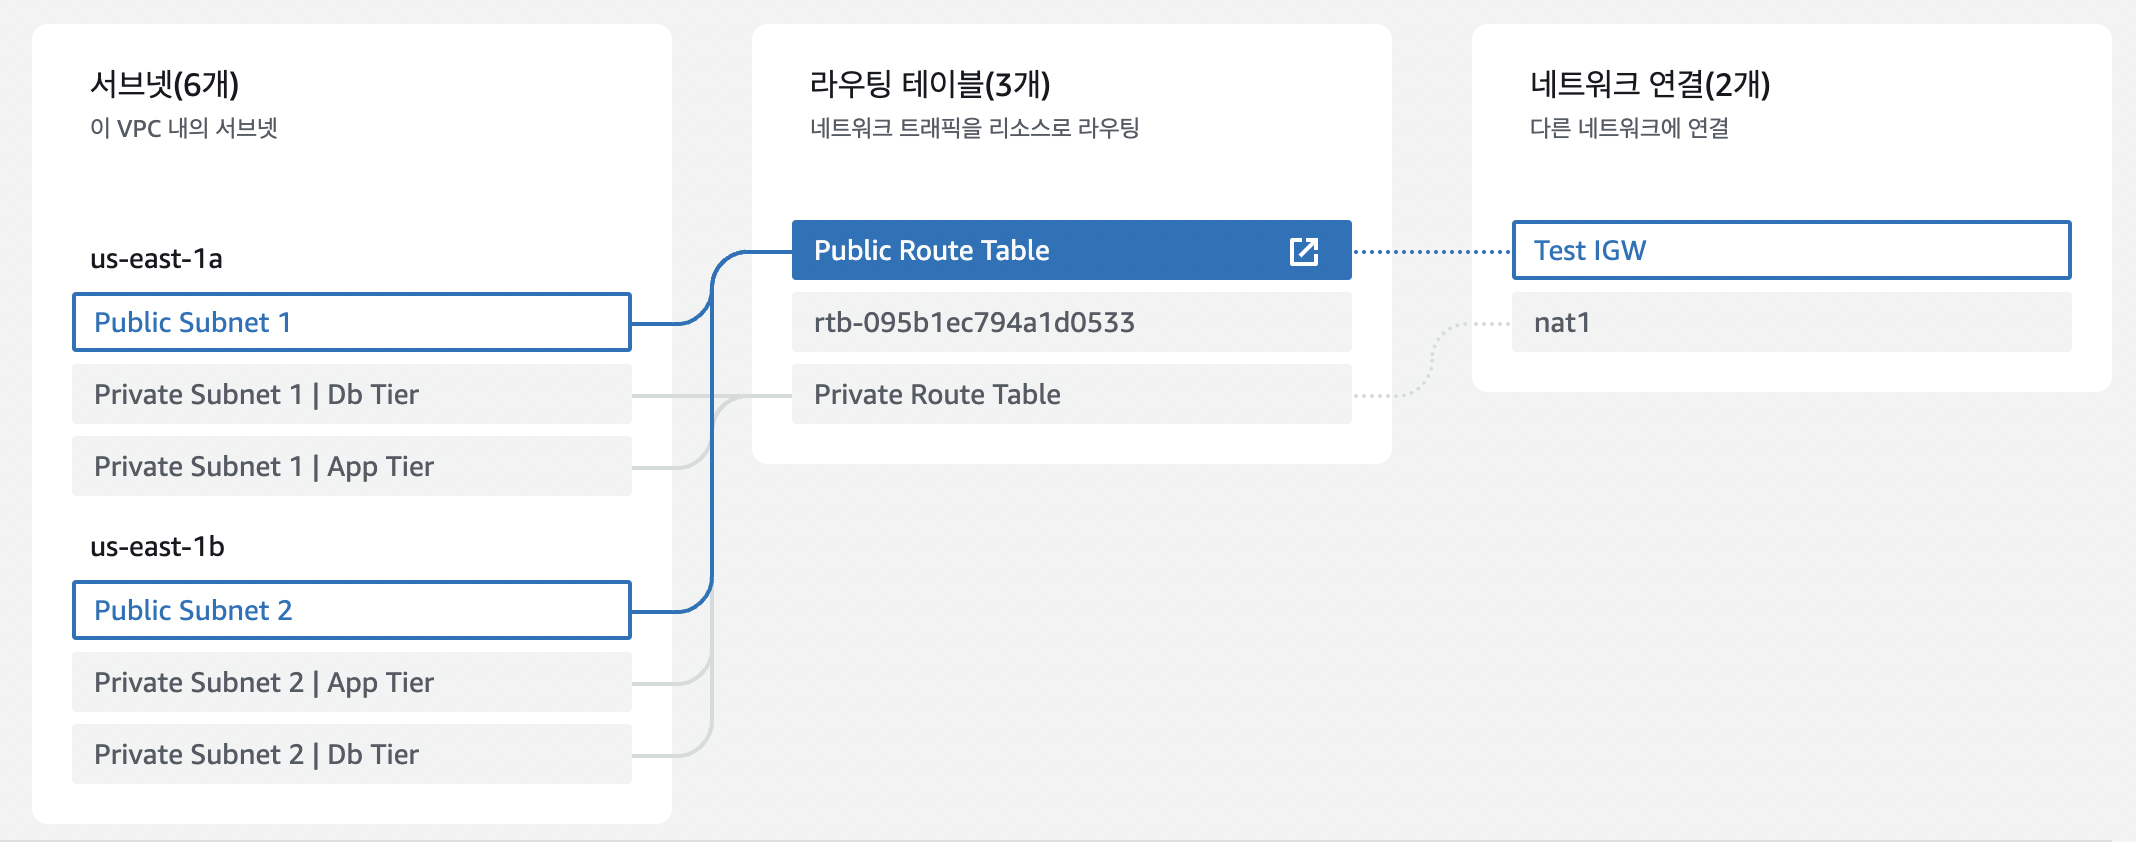 서브넷(6개)
이 VPC 내의 서브넷
us-east-1a
Public Subnet 1
Private Subnet 1 | Db Tier
Private Subnet 1 | App Tier
us-east-1b
Public Subnet 2
Private Subnet 2 | App Tier
Private Subnet 2 | Db Tier
라우팅 테이블(3개)
네트워크 트래픽을 리소스로 라우팅
Public Route Table
rtb-095b1ec794a1d0533
Private Route Table
네트워크 연결(2개)
다른 네트워크에 연결
Test IGW
nat1